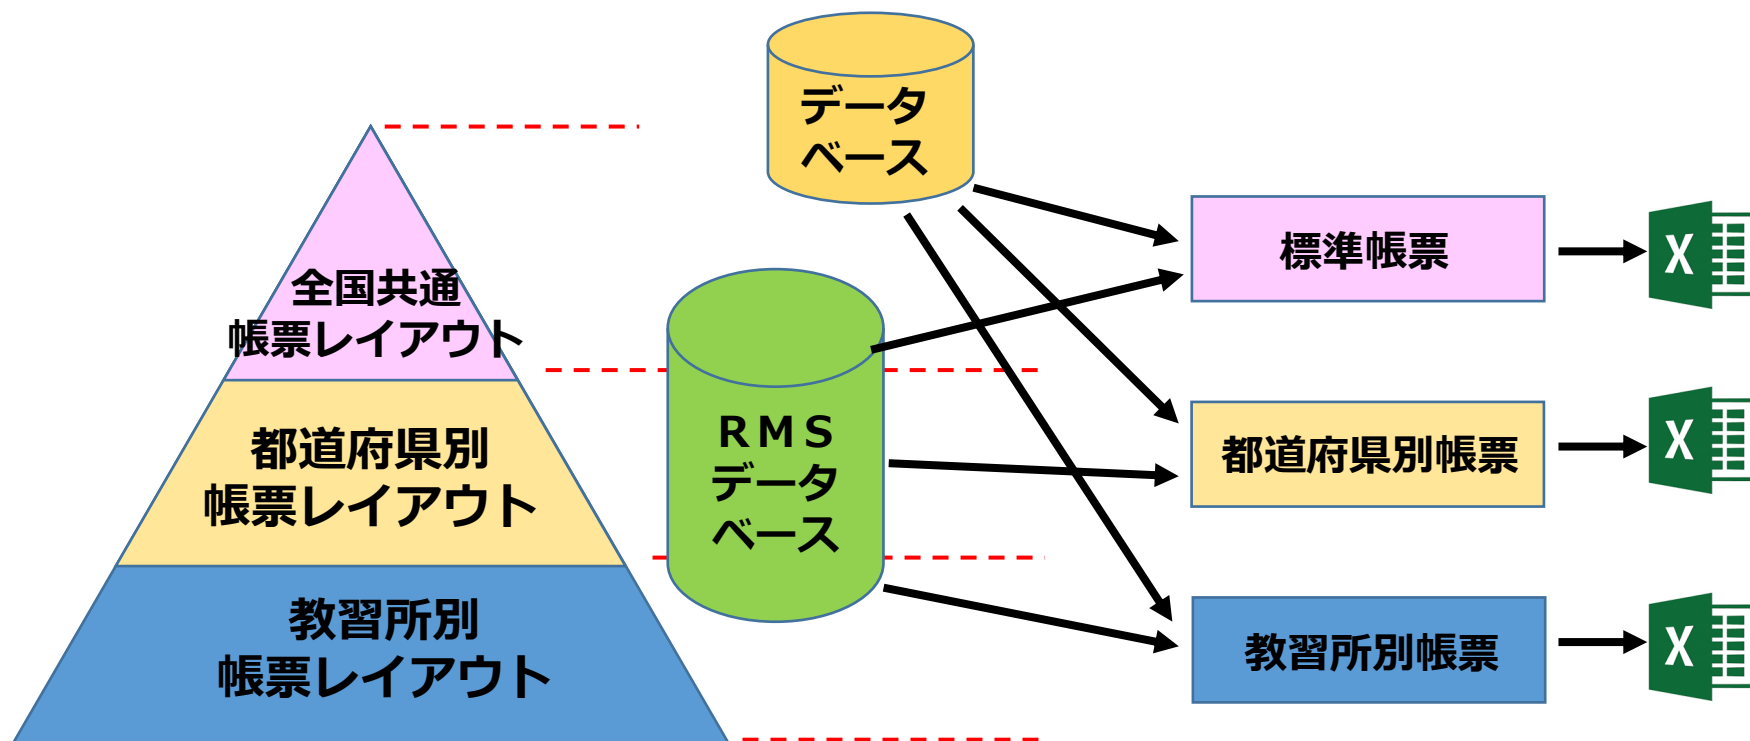 データ
ベース
全国共通
帳票レイアウト
都道府県別
帳票レイアウト
教習所別
帳票レイアウト
ＲＭＳ
データ
ベース
標準帳票
X
都道府県別帳票
X
教習所別帳票
X